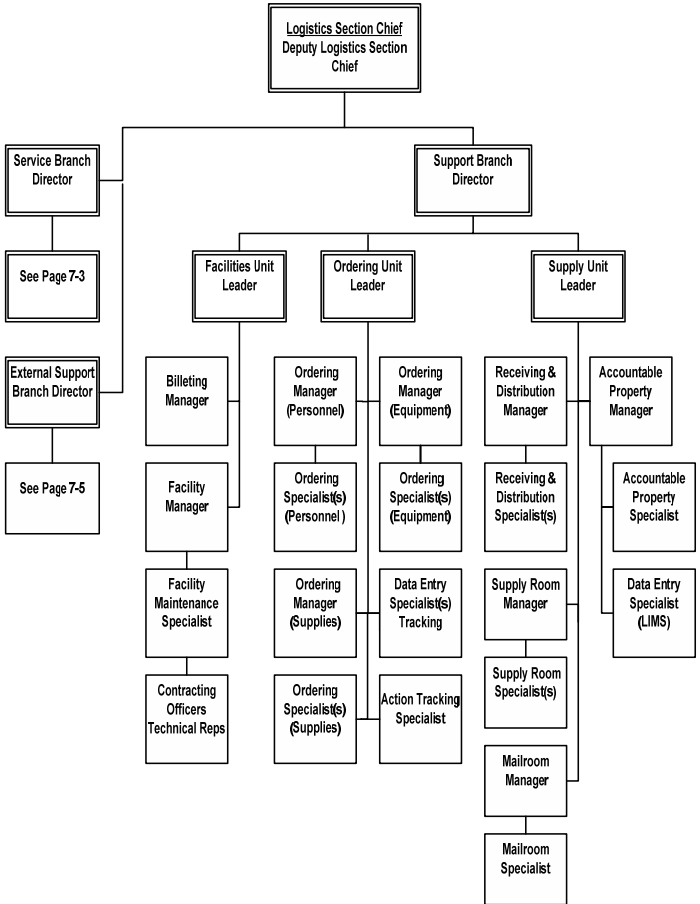 Logistics Section Chief
Deputy Logistics Section
Chief
Service Branch
Director
Support Branch
Director
See Page 7-3
Facilities Unit
Leader
Ordering Unit
Leader
Supply Unit
Leader
External Support
Branch Director
See Page 7-5
Billeting
Manager
Facility
Manager
Facility
Maintenance
Specialist
Contracting
Officers
Technical Reps
Ordering
Manager
(Personnel)
Ordering
Specialist(s)
(Personnel )
Ordering
Manager
(Supplies)
Ordering
Specialist(s)
(Supplies)
Ordering
Manager
(Equipment)
Ordering
Specialist(s)
(Equipment)
Data Entry
Specialist(s)
Tracking
Action Tracking
Specialist
Receiving &
Distribution
Manager
Receiving &
Distribution
Specialist(s)
Supply Room
Manager
Supply Room
Specialist(s)
Mailroom
Manager
Mailroom
Specialist
Accountable
Property
Manager
Accountable
Property
Specialist
Data Entry
Specialist
(LIMS)